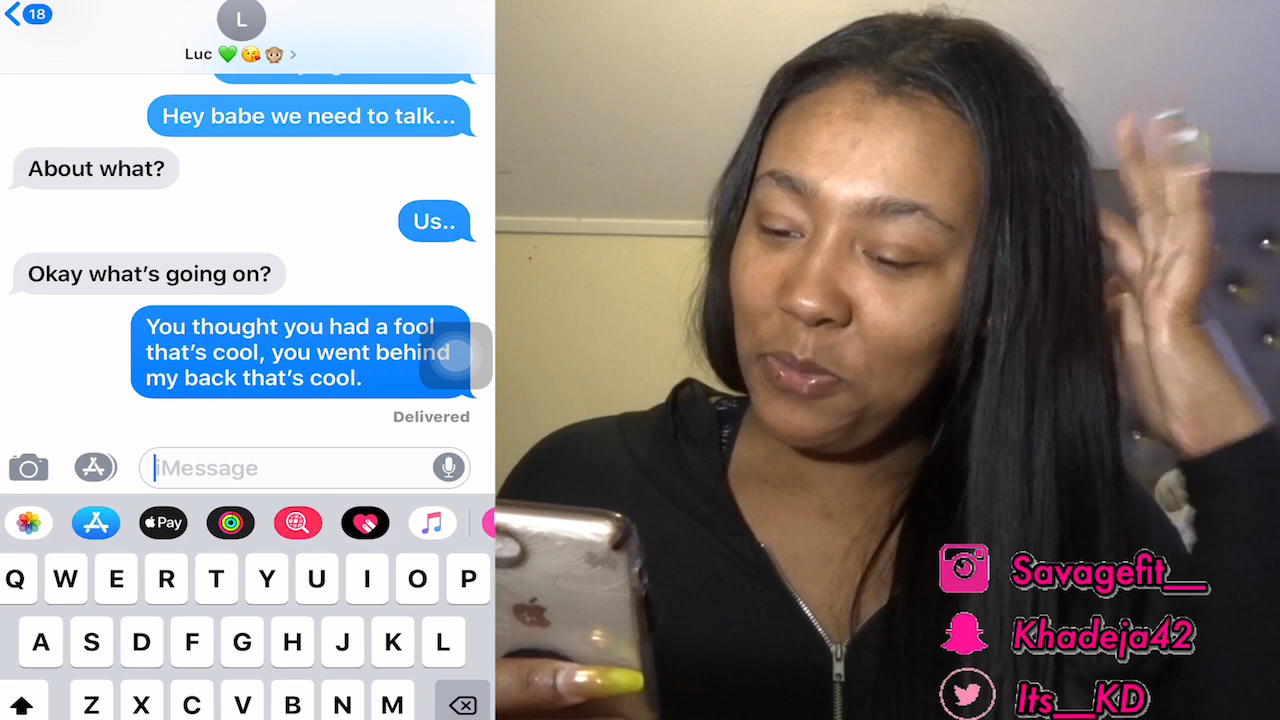 18
L
Luc 💚😘🙊 >
Hey babe we need to talk...
About what?
Us..
Okay what's going on?
You thought you had a fool
that's cool, you went behind
my back that's cool.
Delivered
iMessage
Pay
Q W E R T Y U I O P
A S D F G H J K L
Z X C V B N M
Savagefit__
Khadeja42
Its__KD